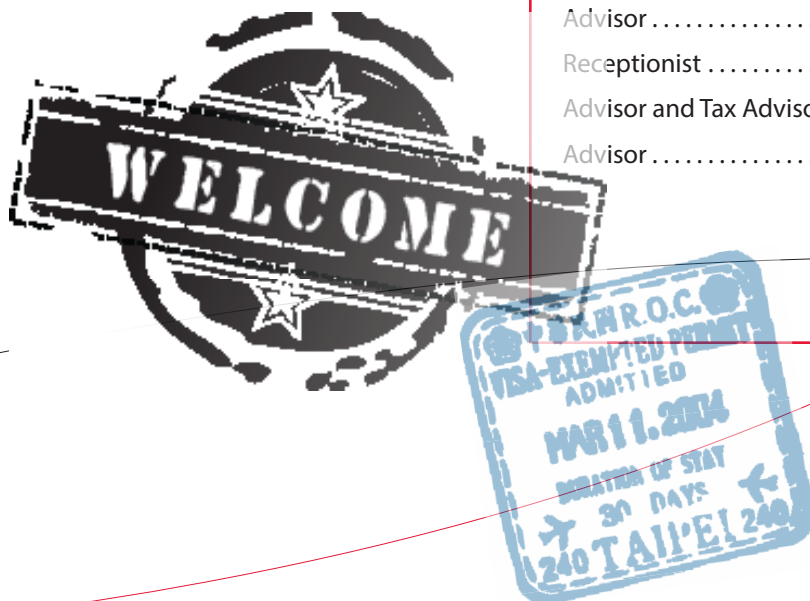 Advisor . . . . . . . . . . . . . .
Receptionist . . . . . . . . .
Advisor and Tax Adviso
Advisor . . . . . . . . . . . . . .
WELCOME
R.O.C.
VISA-EXEMPTED PERMIT
ADMITTED
MAR 11. 2004
DURATION OF STAY
30 DAYS
240 TAIPEI 240